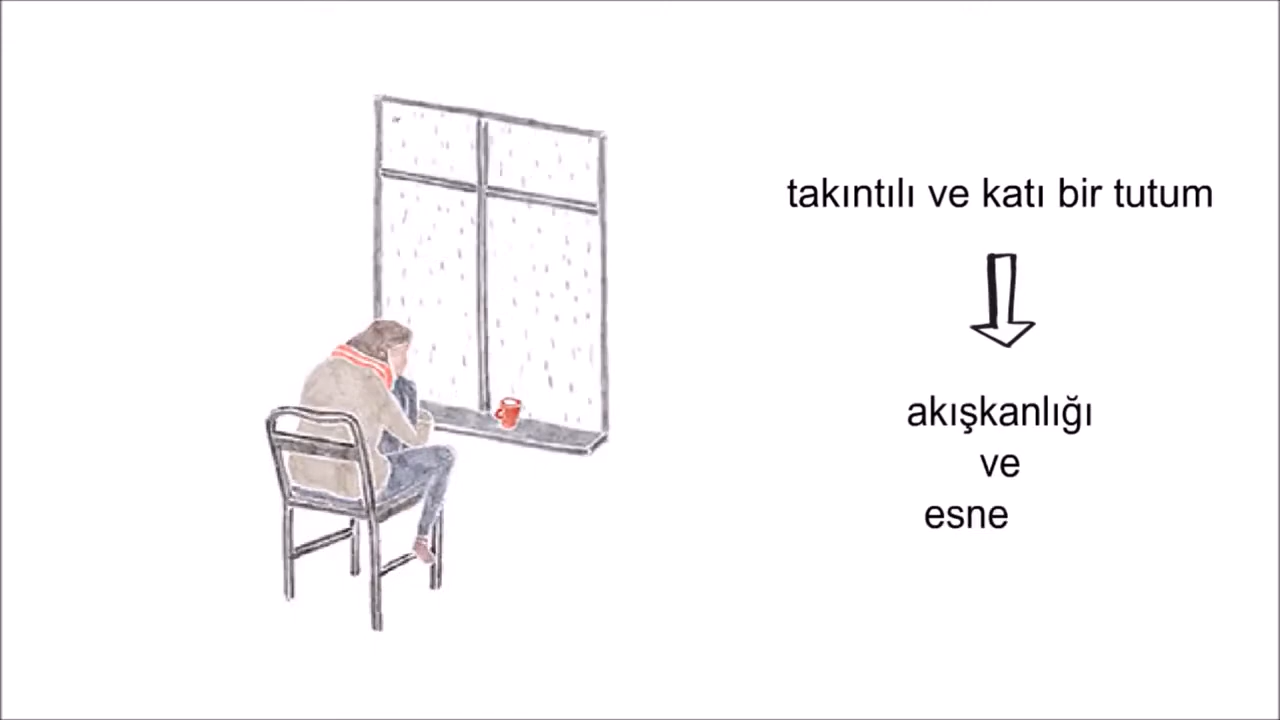 takıntılı ve katı bir tutum
akışkanlığı
ve
esne